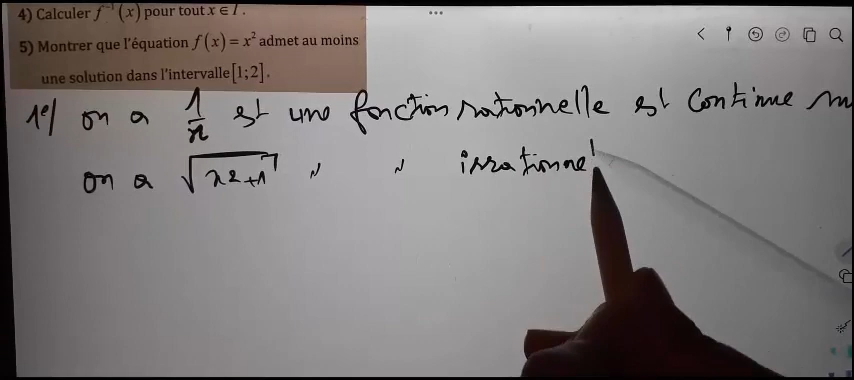 4) Calculer f⁻¹(x) pour tout x ∈ I.
5) Montrer que l'équation f(x) = x² admet au moins
une solution dans l'intervalle [1;2].
1°/ on a 1/x est une fonction rationnelle est continue
on a √(x²+1) " " irrationnel